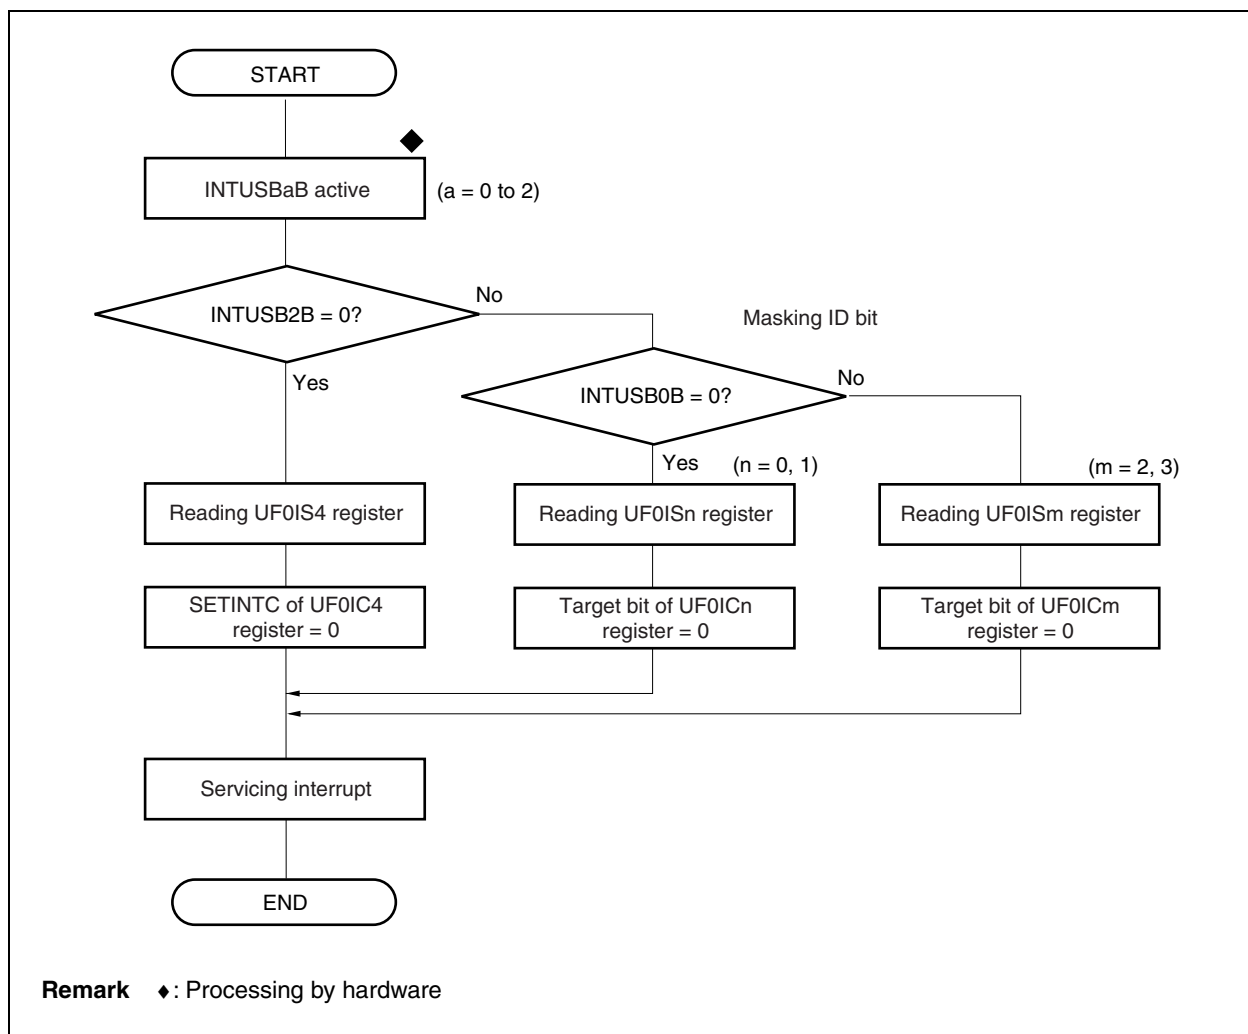 START
INTUSBaB active
(a = 0 to 2)
INTUSB2B = 0?
No
Yes
Masking ID bit
INTUSB0B = 0?
No
Yes
(n = 0, 1)
(m = 2, 3)
Reading UF0IS4 register
Reading UF0ISn register
Reading UF0ISm register
SETINTC of UF0IC4
register = 0
Target bit of UF0ICn
register = 0
Target bit of UF0ICm
register = 0
Servicing interrupt
END
Remark ♦: Processing by hardware